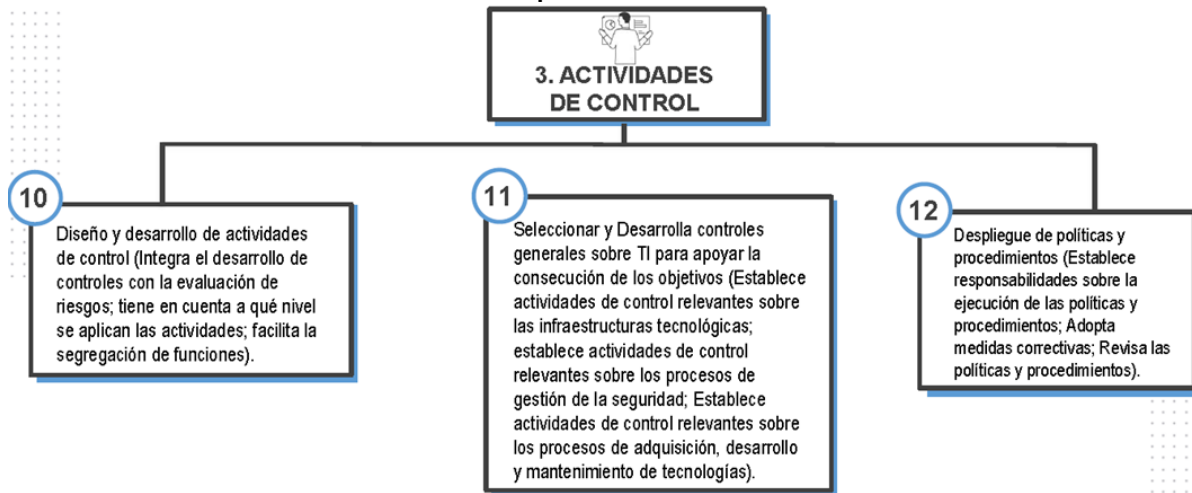 3. ACTIVIDADES
DE CONTROL
10
Diseño y desarrollo de actividades
de control (Integra el desarrollo de
controles con la evaluación de
riesgos; tiene en cuenta a qué nivel
se aplican las actividades; facilita la
segregación de funciones).
11
Seleccionar y Desarrolla controles
generales sobre TI para apoyar la
consecución de los objetivos (Establece
actividades de control relevantes sobre
las infraestructuras tecnológicas;
establece actividades de control
relevantes sobre los procesos de
gestión de la seguridad; Establece
actividades de control relevantes sobre
los procesos de adquisición, desarrollo
y mantenimiento de tecnologías).
12
Despliegue de políticas y
procedimientos (Establece
responsabilidades sobre la
ejecución de las políticas y
procedimientos; Adopta
medidas correctivas; Revisa las
políticas y procedimientos).